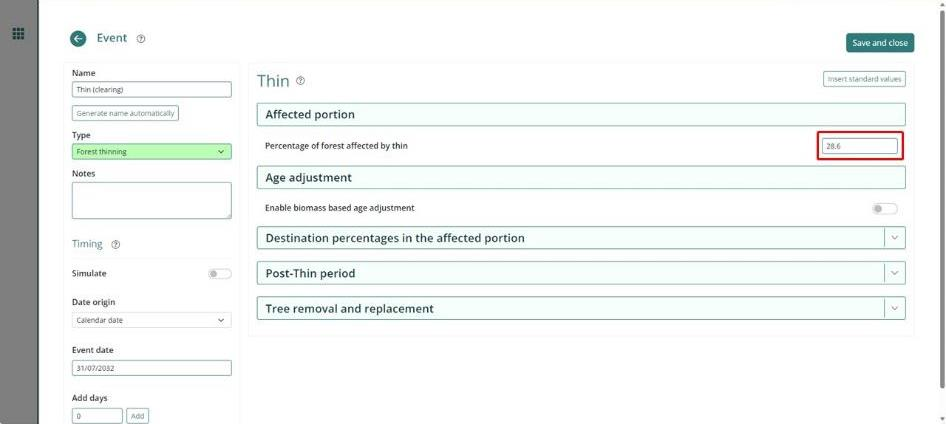 Event
Save and close
Name
Thin (clearing)
Generate name automatically
Type
Forest thinning
Notes
Timing
Simulate
Date origin
Calendar date
Event date
31/07/2032
Add days
0
Add
Thin
Insert standard values
Affected portion
Percentage of forest affected by thin
28.6
Age adjustment
Enable biomass based age adjustment
Destination percentages in the affected portion
Post-Thin period
Tree removal and replacement